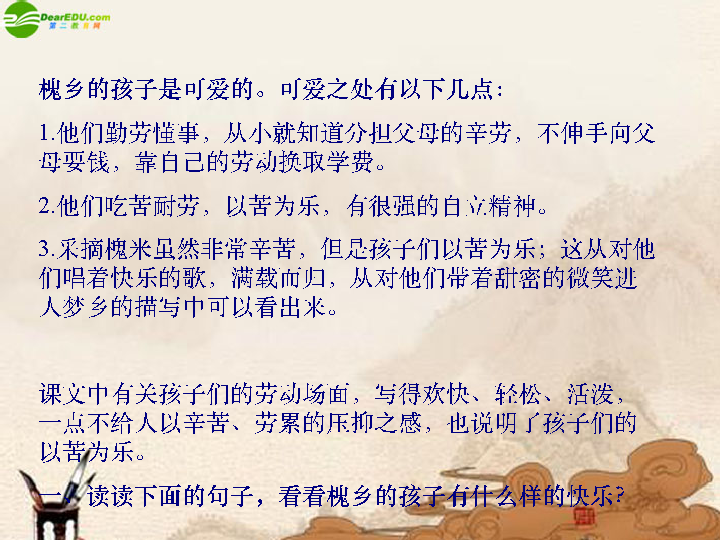 DearEDU.com
第二教育网
槐乡的孩子是可爱的。可爱之处有以下几点：
1.他们勤劳懂事，从小就知道分担父母的辛劳，不伸手向父
母要钱，靠自己的劳动换取学费。
2.他们吃苦耐劳，以苦为乐，有很强的自立精神。
3.采摘槐米虽然非常辛苦，但是孩子们以苦为乐；这从对他
们唱着快乐的歌，满载而归，从对他们带着甜蜜的微笑进
入梦乡的描写中可以看出来。
课文中有关孩子们的劳动场面，写得欢快、轻松、活泼，
一点不给人以辛苦、劳累的压抑之感，也说明了孩子们的
以苦为乐。
一、读读下面的句子，看看槐乡的孩子有什么样的快乐?